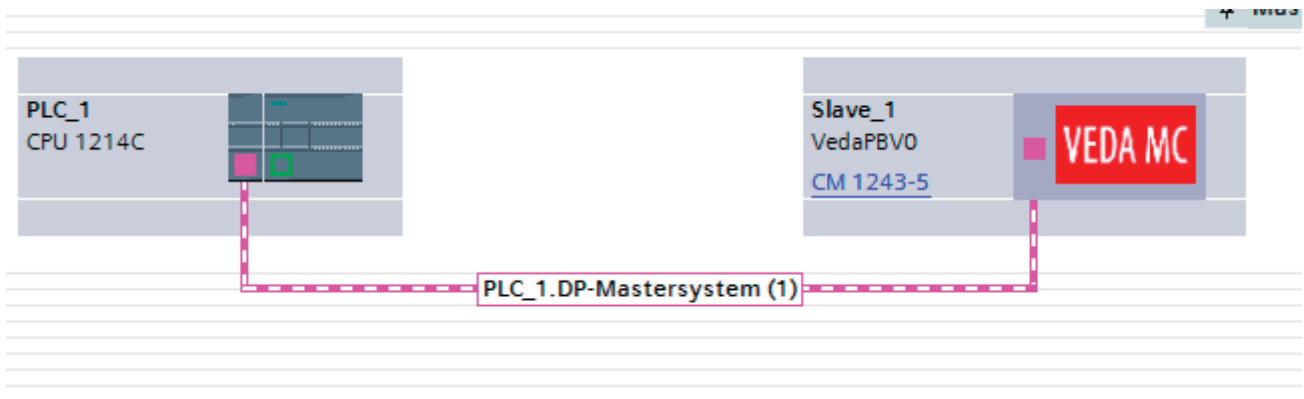 PLC_1
CPU 1214C
Slave_1
VedaPBV0
CM 1243-5
VEDA MC
PLC_1.DP-Mastersystem (1)